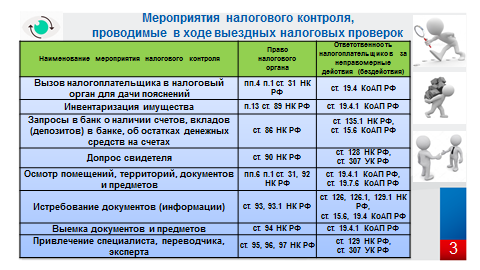 Мероприятия налогового контроля,
проводимые в ходе выездных налоговых проверок
Наименование мероприятия налогового контроля
Право
налогового
органа
Ответственность
налогоплательщиков за
неправомерные
действия (бездействия)
Вызов налогоплательщика в налоговый
орган для дачи пояснений
пп.4 п.1 ст. 31 НК
РФ
ст. 19.4 КоАП РФ
Инвентаризация имущества
п.13 ст. 89 НК РФ
ст. 19.4.1 КоАП РФ
Запросы в банк о наличии счетов, вкладов
(депозитов) в банке, об остатках денежных
средств на счетах
ст. 86 НК РФ
ст. 135.1 НК РФ,
ст. 15.6 КоАП РФ
Допрос свидетеля
ст. 90 НК РФ
ст. 128 НК РФ,
ст. 307 УК РФ
Осмотр помещений, территорий, документов
и предметов
пп.6 п.1 ст. 31, 92
НК РФ
ст. 19.4.1 КоАП РФ,
ст. 19.7.6 КоАП РФ
Истребование документов (информации)
ст. 93, 93.1 НК РФ
ст. 126, 126.1, 129.1 НК
РФ,
ст. 15.6, 19.4 КоАП РФ
Выемка документов и предметов
ст. 94 НК РФ
ст. 19.4.1 КоАП РФ
Привлечение специалиста, переводчика,
эксперта
ст. 95, 96, 97 НК РФ
ст. 129 НК РФ,
ст. 307 УК РФ
3